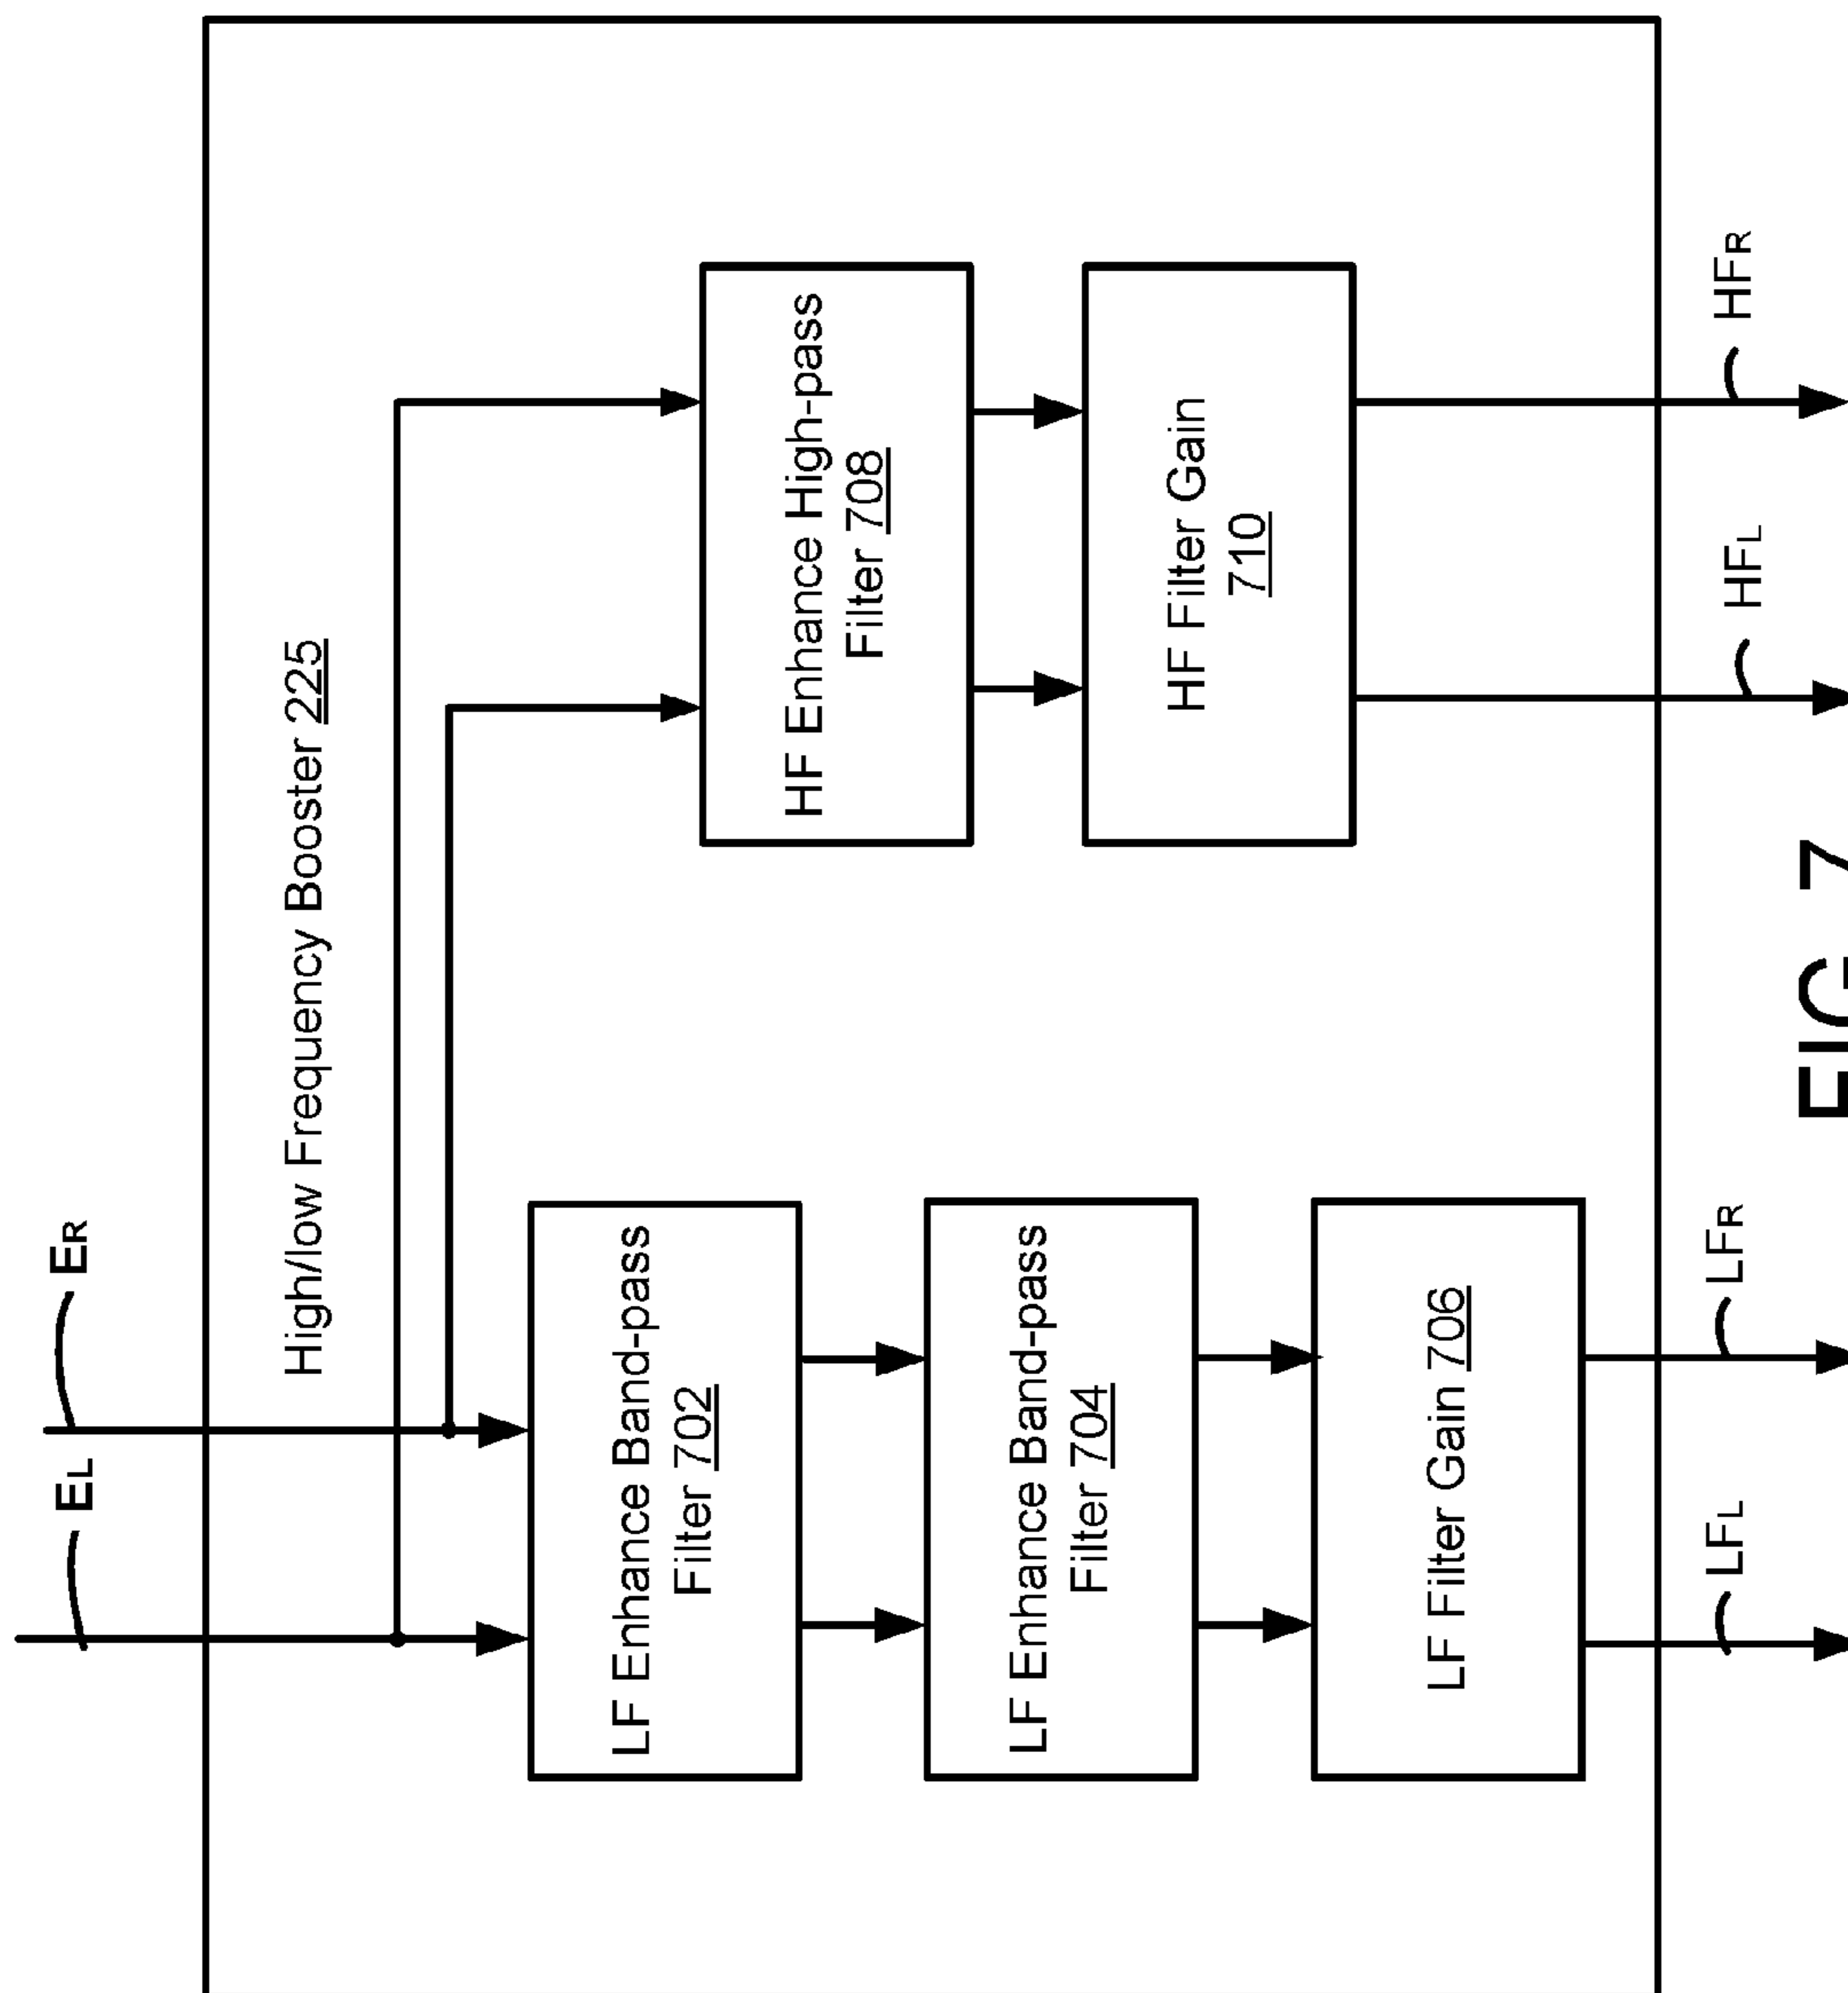 EL
ER
High/low Frequency Booster 225
LF Enhance Band-pass
Filter 702
HF Enhance High-pass
Filter 708
LF Enhance Band-pass
Filter 704
HF Filter Gain
710
LF Filter Gain 706
LFL
LFR
HFL
HFR
FIG 7